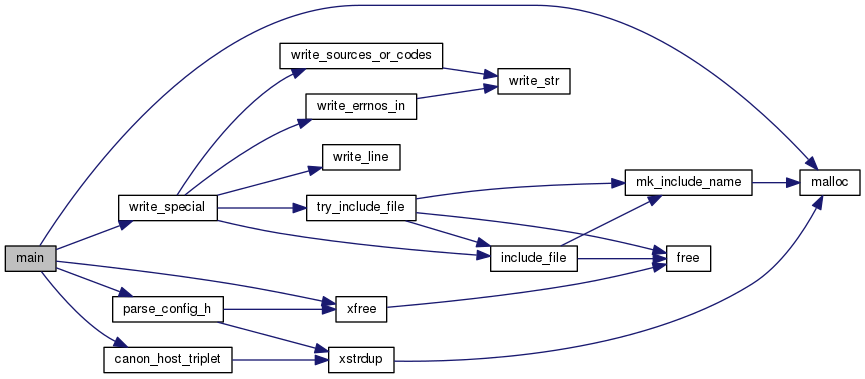 write_sources_or_codes
write_str
write_errnos_in
write_line
mk_include_name
malloc
write_special
try_include_file
main
include_file
free
parse_config_h
xfree
canon_host_triplet
xstrdup